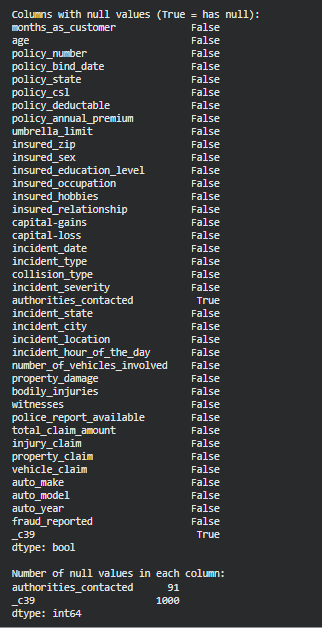 Columns with null values (True = has null):
months_as_customer             False
age                            False
policy_number                  False
policy_bind_date               False
policy_state                   False
policy_csl                     False
policy_deductable              False
policy_annual_premium          False
umbrella_limit                 False
insured_zip                    False
insured_sex                    False
insured_education_level        False
insured_occupation             False
insured_hobbies                False
insured_relationship           False
capital-gains                  False
capital-loss                   False
incident_date                  False
incident_type                  False
collision_type                 False
incident_severity              False
authorities_contacted           True
incident_state                 False
incident_city                  False
incident_location              False
incident_hour_of_the_day       False
number_of_vehicles_involved    False
property_damage                False
bodily_injuries                False
witnesses                      False
police_report_available        False
total_claim_amount             False
injury_claim                   False
property_claim                 False
vehicle_claim                  False
auto_make                      False
auto_model                     False
auto_year                      False
fraud_reported                 False
_c39                            True
dtype: bool

Number of null values in each column:
authorities_contacted      91
_c39                     1000
dtype: int64